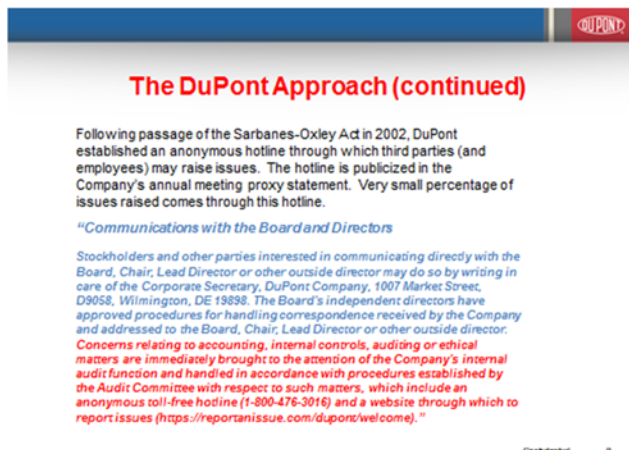 DUPONT
The DuPont Approach (continued)
Following passage of the Sarbanes-Oxley Act in 2002, DuPont
established an anonymous hotline through which third parties (and
employees) may raise issues. The hotline is publicized in the
Company's annual meeting proxy statement. Very small percentage of
issues raised comes through this hotline.
“Communications with the Board and Directors
Stockholders and other parties interested in communicating directly with the
Board, Chair, Lead Director or other outside director may do so by writing in
care of the Corporate Secretary, DuPont Company, 1007 Market Street,
D9058, Wilmington, DE 19898. The Board's independent directors have
approved procedures for handling correspondence received by the Company
and addressed to the Board, Chair, Lead Director or other outside director.
Concerns relating to accounting, internal controls, auditing or ethical
matters are immediately brought to the attention of the Company's internal
audit function and handled in accordance with procedures established by
the Audit Committee with respect to such matters, which include an
anonymous toll-free hotline (1-800-476-3016) and a website through which to
report issues (https://reportanissue.com/dupont/welcome).”